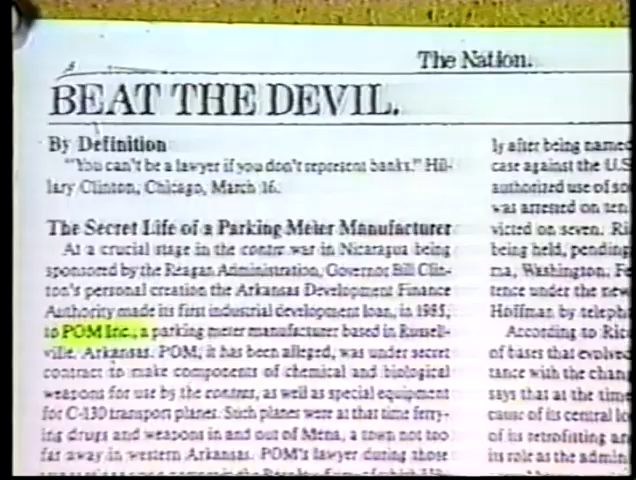 The Nation.
BEAT THE DEVIL.
By Definition
"You can't be a lawyer if you don't represent banks." Hil-
lary Clinton, Chicago, March 16.
The Secret Life of a Parking Meter Manufacturer
At a crucial stage in the contra war in Nicaragua being
sponsored by the Reagan Administration, Governor Bill Clin-
ton's personal creation the Arkansas Development Finance
Authority made its first industrial development loan, in 1985,
to POM Inc., a parking meter manufacturer based in Russell-
ville, Arkansas. POM, it has been alleged, was under secret
contract to make components of chemical and biological
weapons for use by the contras, as well as special equipment
for C-130 transport planes. Such planes were at that time ferry-
ing drugs and weapons in and out of Mena, a town not too
far away in western Arkansas. POM's lawyer during those
ly after being named
case against the U.S
authorized use of so
was arrested on ten
victed on seven. Ri
being held, pending
ma, Washington. Fe
tence under the new
Hoffman by teleph
According to Ric
of bases that evolved
tance with the chan
says that at the time
cause of its central lo
of its retrofitting an
its role as the admin